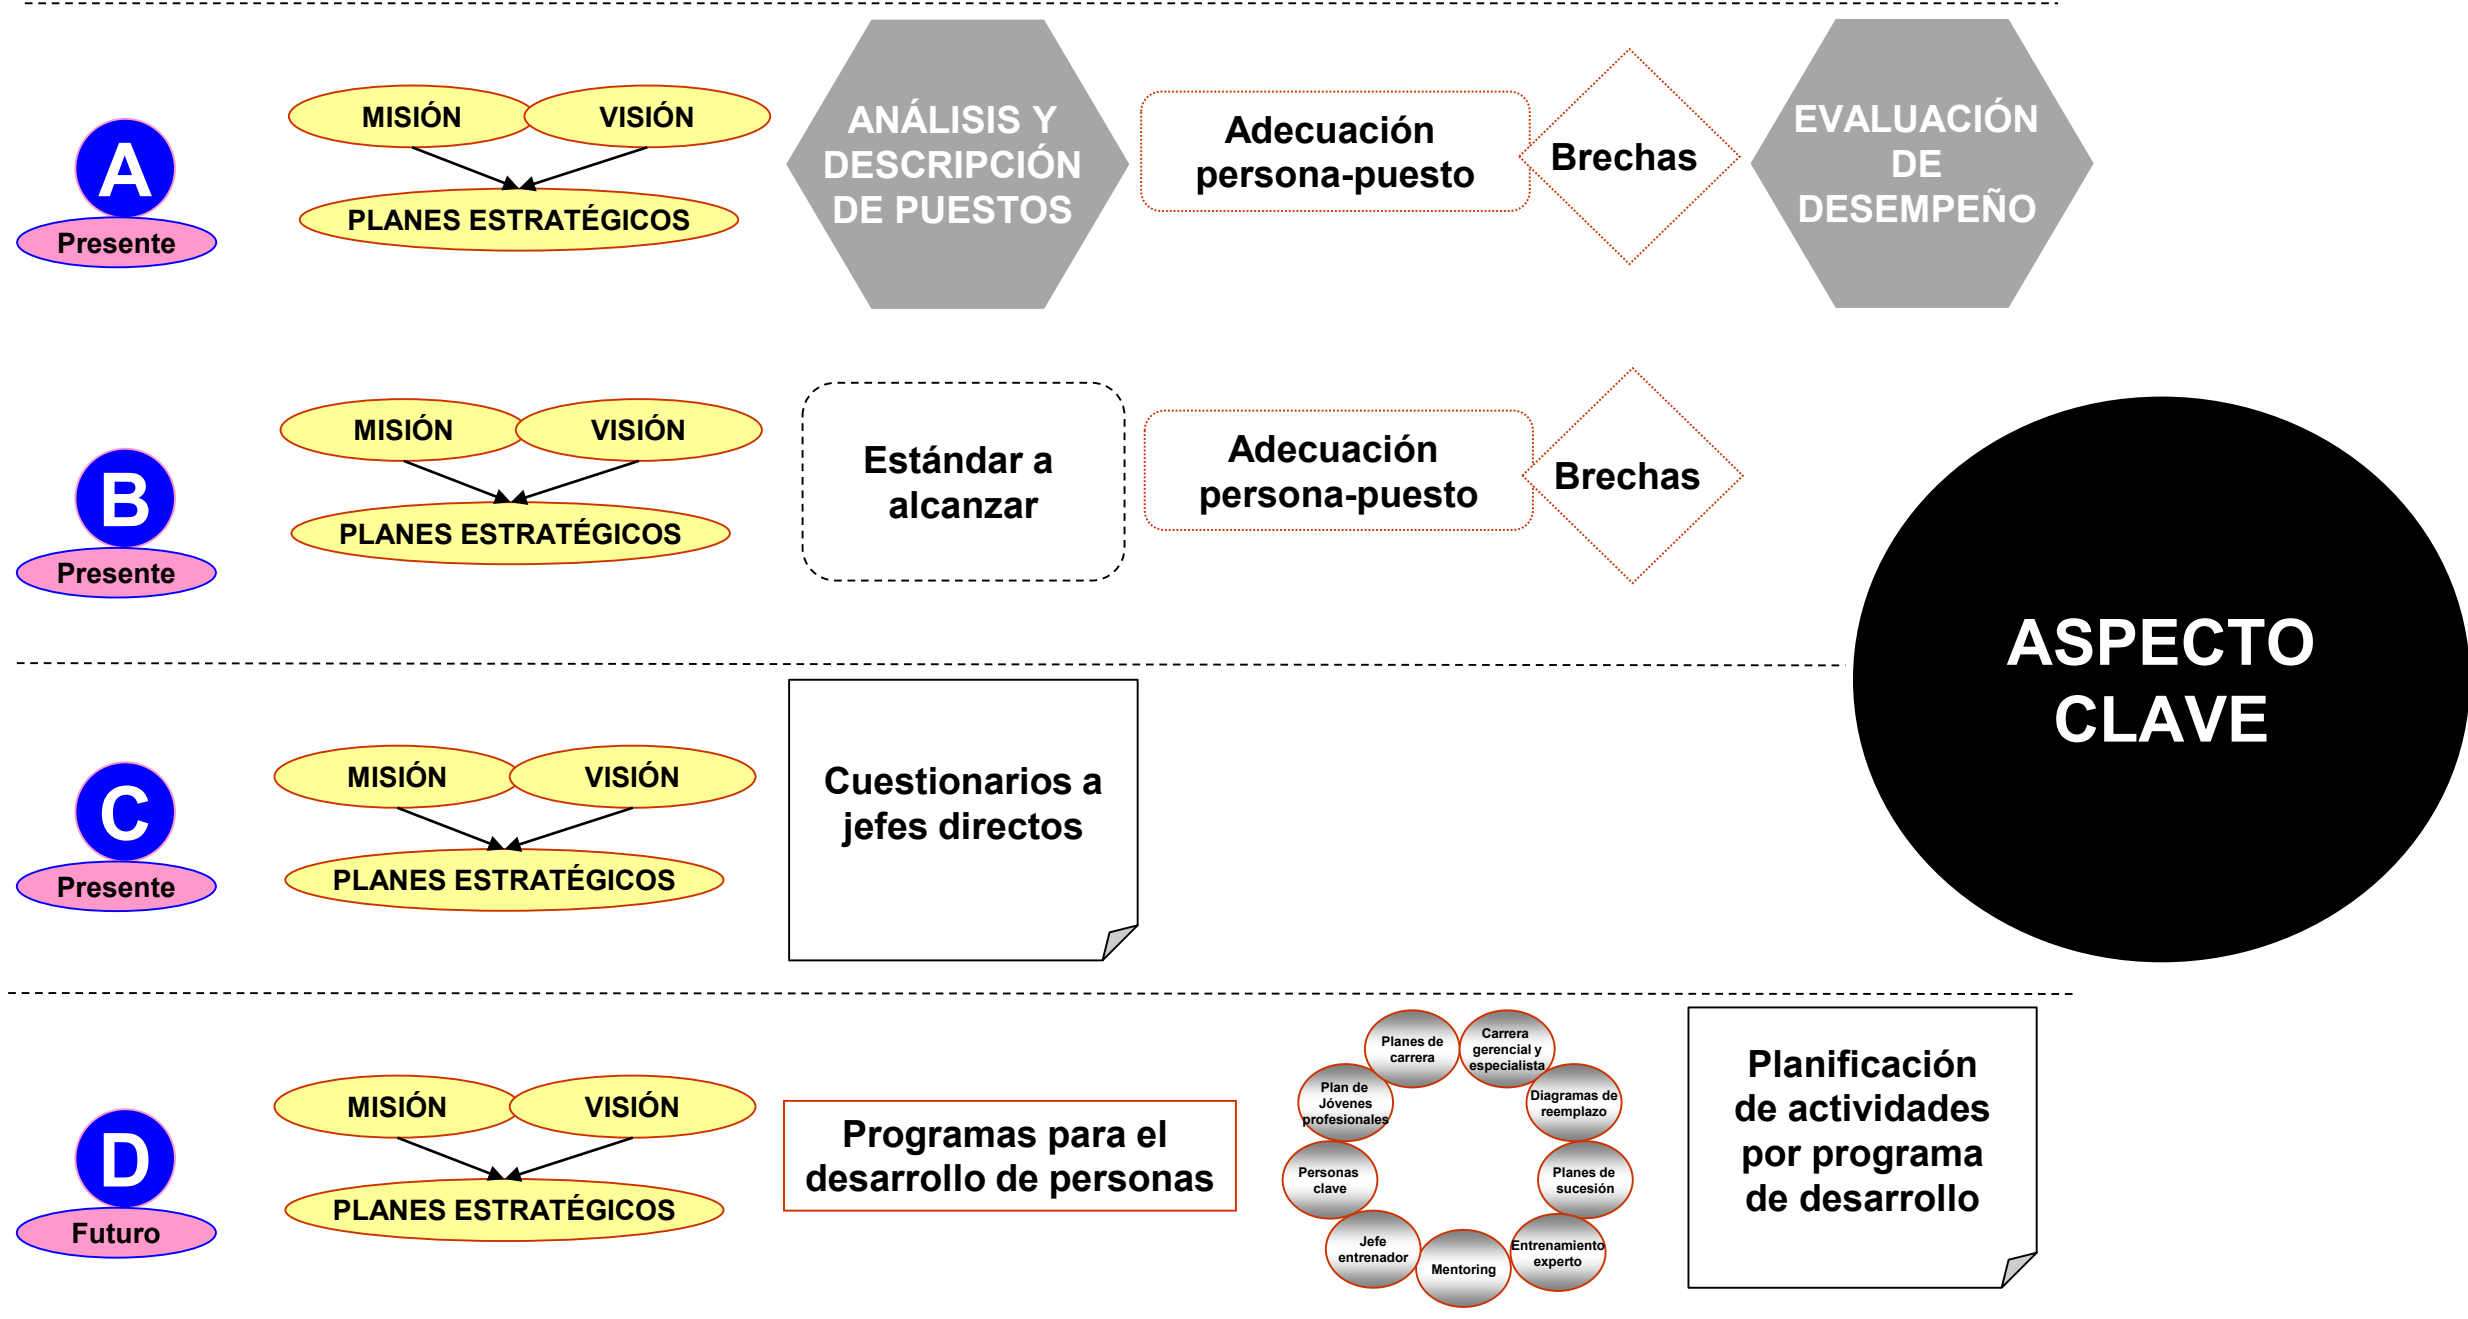 A
Presente
MISIÓN
VISIÓN
PLANES ESTRATÉGICOS
ANÁLISIS Y
DESCRIPCIÓN
DE PUESTOS
Adecuación
persona-puesto
Brechas
EVALUACIÓN
DE
DESEMPEÑO
B
Presente
MISIÓN
VISIÓN
PLANES ESTRATÉGICOS
Estándar a
alcanzar
Adecuación
persona-puesto
Brechas
ASPECTO
CLAVE
C
Presente
MISIÓN
VISIÓN
PLANES ESTRATÉGICOS
Cuestionarios a
jefes directos
D
Futuro
MISIÓN
VISIÓN
PLANES ESTRATÉGICOS
Programas para el
desarrollo de personas
Planes de
carrera
Carrera
gerencial y
especialista
Diagramas de
reemplazo
Planes de
sucesión
Entrenamiento
experto
Mentoring
Jefe
entrenador
Personas
clave
Plan de
Jóvenes
profesionales
Planificación
de actividades
por programa
de desarrollo